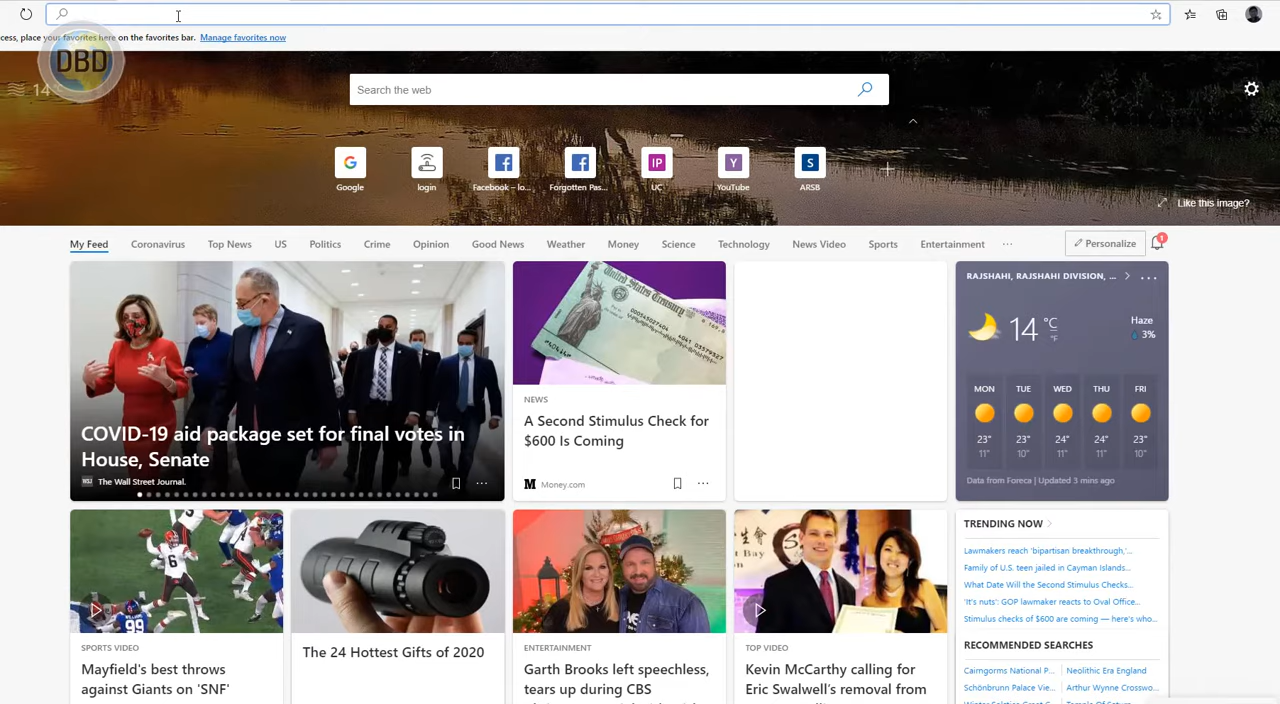 cess, place your favorites here on the favorites bar. Manage favorites now
DBD
14
Search the web
Google
login
Facebook – lo...
Forgotten Pas...
IP
UC
Y
YouTube
S
ARSB
Like this image?
My Feed
Coronavirus
Top News
US
Politics
Crime
Opinion
Good News
Weather
Money
Science
Technology
News Video
Sports
Entertainment
...
Personalize
1
COVID-19 aid package set for final votes in
House, Senate
WSJ The Wall Street Journal.
United States Treasury
NEWS
A Second Stimulus Check for
$600 Is Coming
M Money.com
RAJSHAHI, RAJSHAHI DIVISION, ...
14 °C
°F
Haze
3%
MON TUE WED THU FRI
23° 23° 24° 24° 23°
11° 10° 11° 11° 10°
Data from Foreca | Updated 3 mins ago
SPORTS VIDEO
Mayfield's best throws
against Giants on 'SNF'
The 24 Hottest Gifts of 2020
ENTERTAINMENT
Garth Brooks left speechless,
tears up during CBS
TOP VIDEO
Kevin McCarthy calling for
Eric Swalwell's removal from
TRENDING NOW
Lawmakers reach 'bipartisan breakthrough,'...
Family of U.S. teen jailed in Cayman Islands...
What Date Will the Second Stimulus Checks...
'It's nuts': GOP lawmaker reacts to Oval Office...
Stimulus checks of $600 are coming — here's who...
RECOMMENDED SEARCHES
Cairngorms National P... Neolithic Era England
Schönbrunn Palace Vie... Arthur Wynne Crosswo...